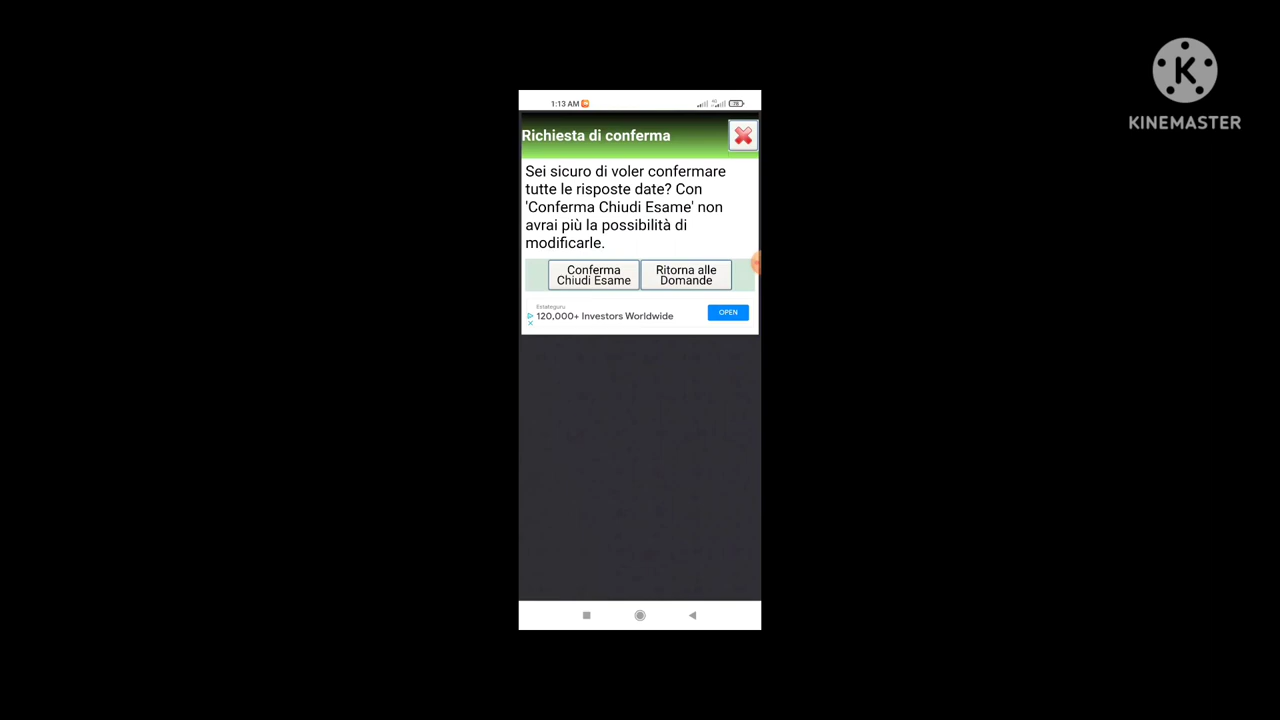 K
KINEMASTER
1:13 AM
Richiesta di conferma
Sei sicuro di voler confermare
tutte le risposte date? Con
'Conferma Chiudi Esame' non
avrai più la possibilità di
modificarle.
Conferma
Chiudi Esame
Ritorna alle
Domande
Estateguru
120,000+ Investors Worldwide
OPEN